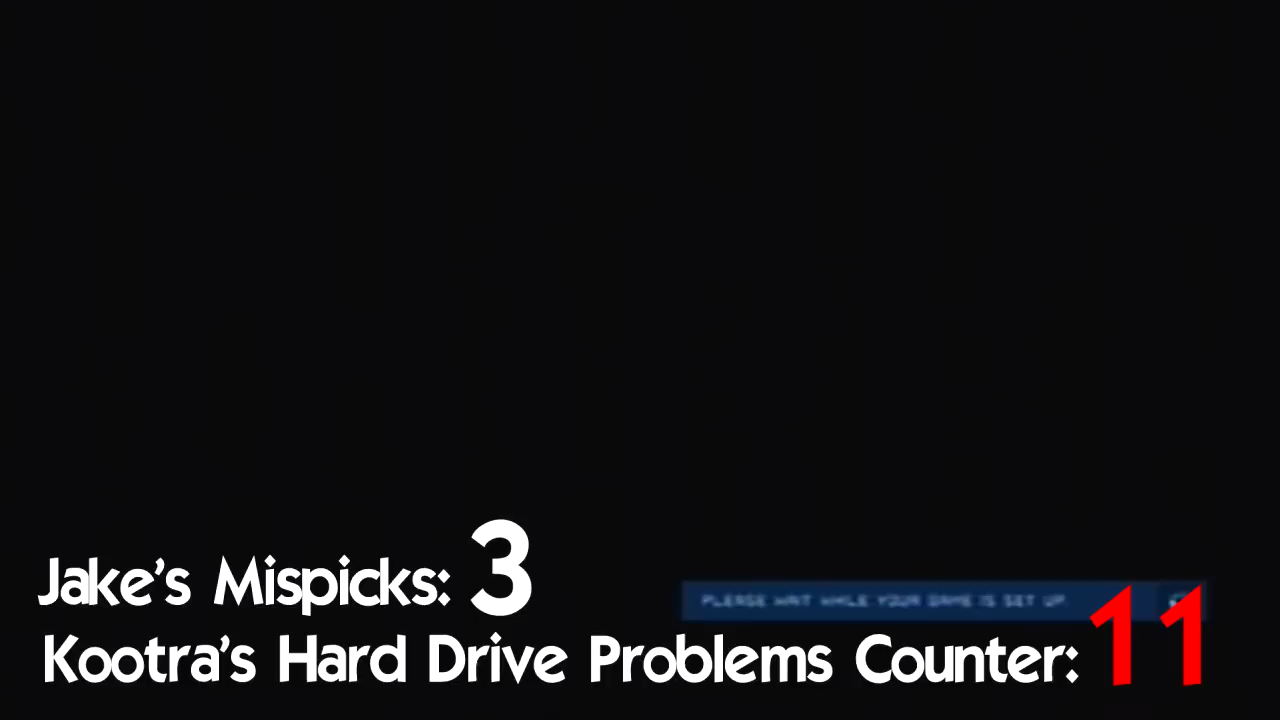 Jake's Mispicks: 3
PLEASE WAIT WHILE YOUR GAME IS SET UP.
Kootra's Hard Drive Problems Counter: 11